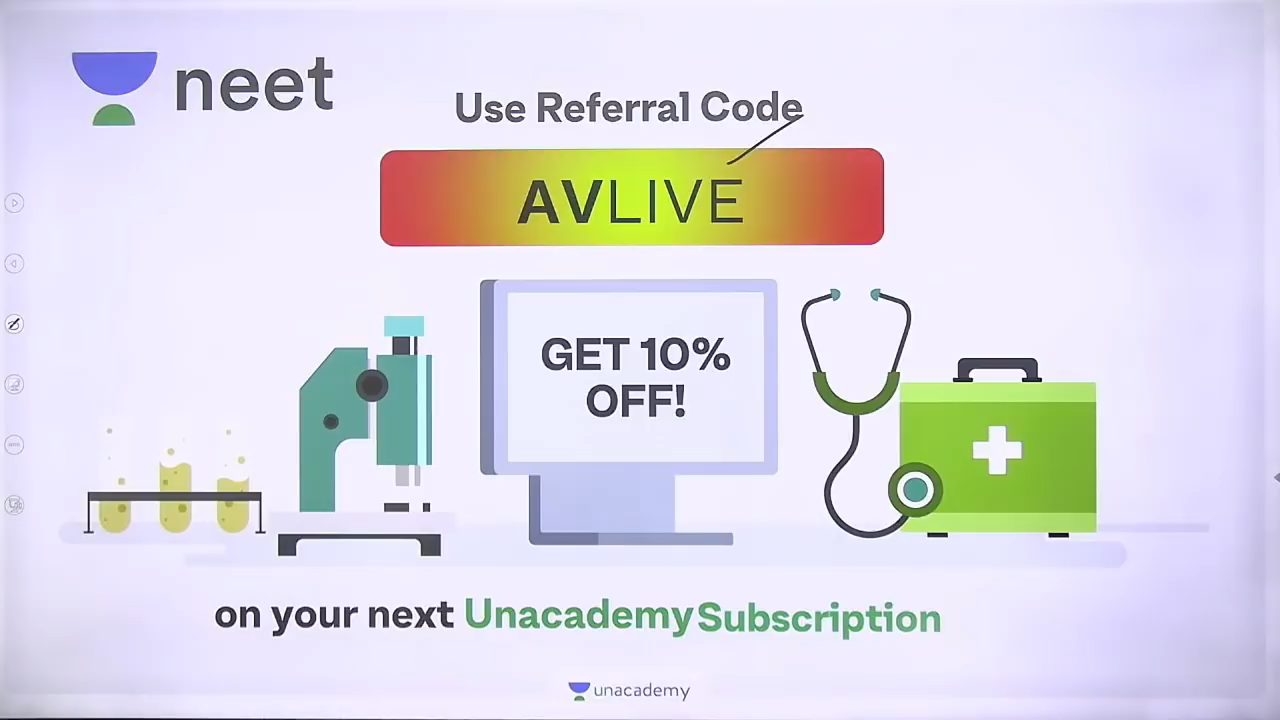 neet
Use Referral Code
AVLIVE
GET 10%
OFF!
on your next Unacademy Subscription
unacademy